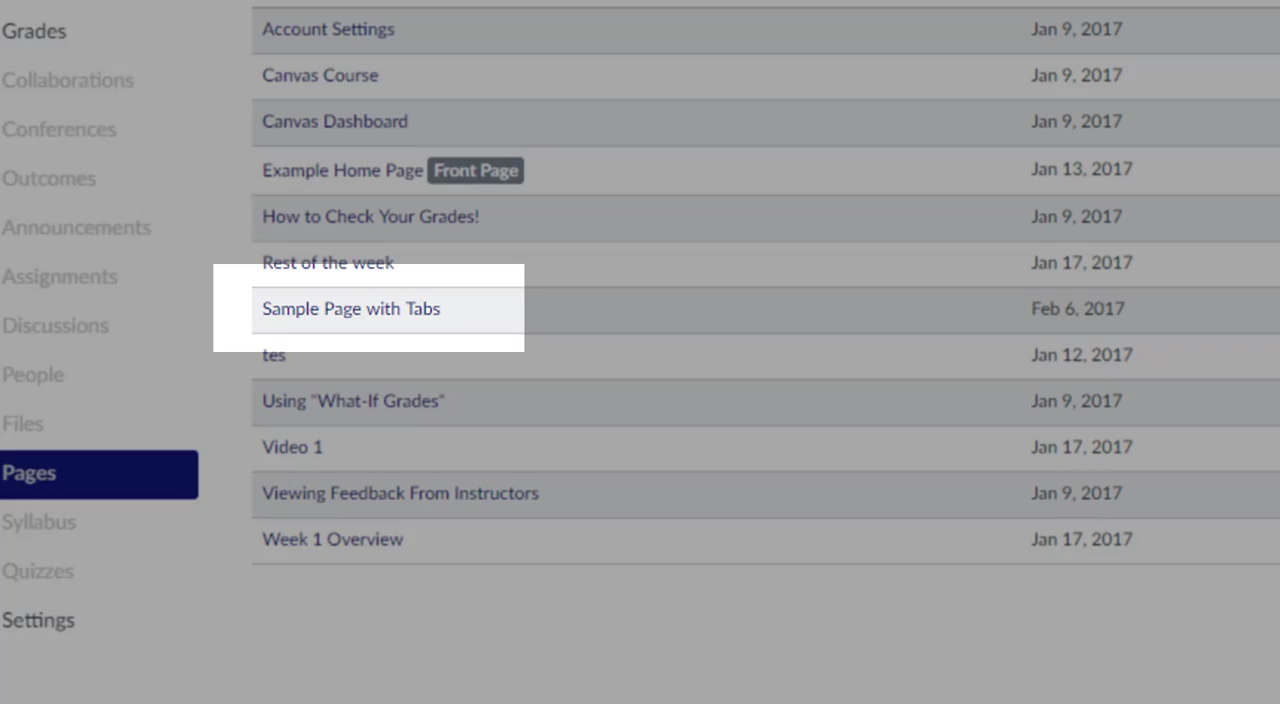 Grades
Collaborations
Conferences
Outcomes
Announcements
Assignments
Discussions
People
Files
Pages
Syllabus
Quizzes
Settings
Account Settings Jan 9, 2017
Canvas Course Jan 9, 2017
Canvas Dashboard Jan 9, 2017
Example Home Page Front Page Jan 13, 2017
How to Check Your Grades! Jan 9, 2017
Rest of the week Jan 17, 2017
Sample Page with Tabs Feb 6, 2017
tes Jan 12, 2017
Using "What-If Grades" Jan 9, 2017
Video 1 Jan 17, 2017
Viewing Feedback From Instructors Jan 9, 2017
Week 1 Overview Jan 17, 2017